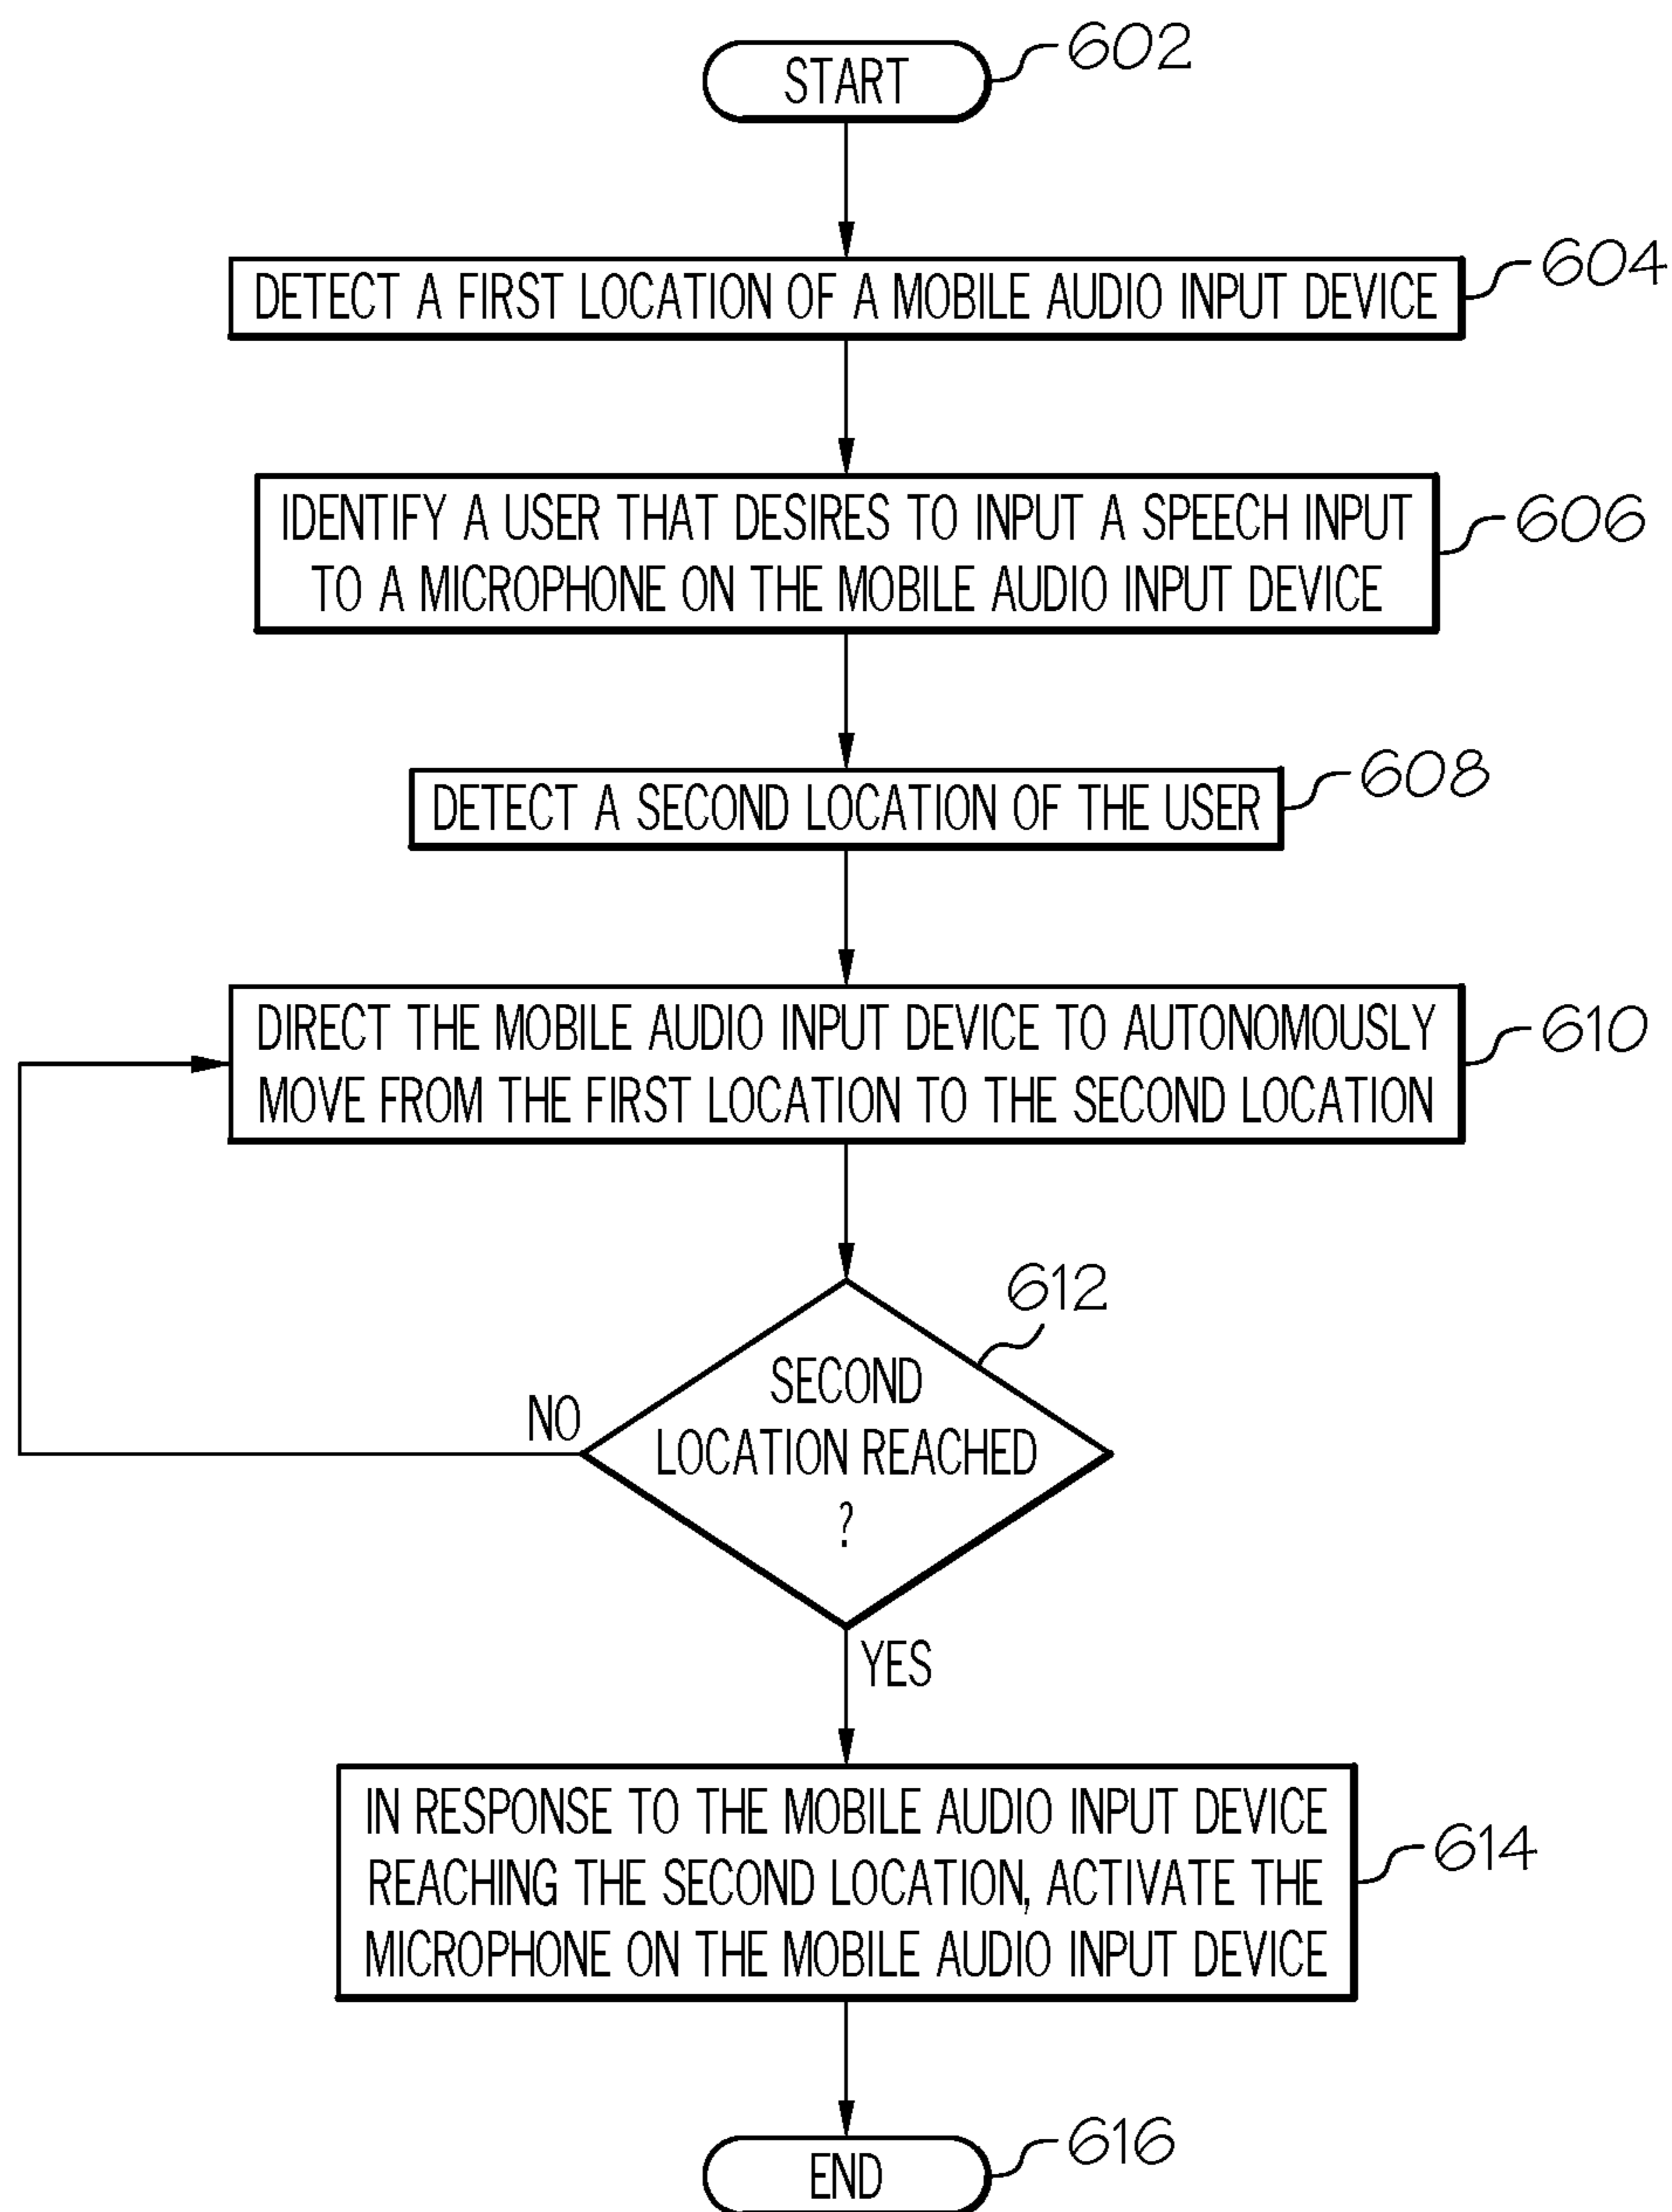 START
602
DETECT A FIRST LOCATION OF A MOBILE AUDIO INPUT DEVICE
604
IDENTIFY A USER THAT DESIRES TO INPUT A SPEECH INPUT
TO A MICROPHONE ON THE MOBILE AUDIO INPUT DEVICE
606
DETECT A SECOND LOCATION OF THE USER
608
DIRECT THE MOBILE AUDIO INPUT DEVICE TO AUTONOMOUSLY
MOVE FROM THE FIRST LOCATION TO THE SECOND LOCATION
610
612
SECOND
LOCATION REACHED
?
NO
YES
IN RESPONSE TO THE MOBILE AUDIO INPUT DEVICE
REACHING THE SECOND LOCATION, ACTIVATE THE
MICROPHONE ON THE MOBILE AUDIO INPUT DEVICE
614
END
616